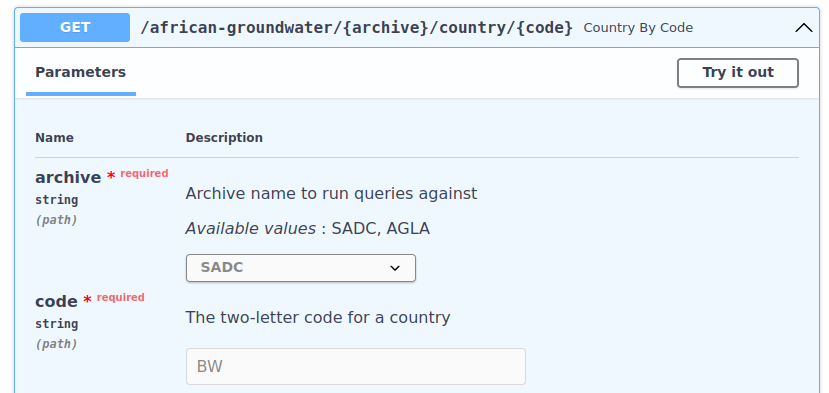 GET /african-groundwater/{archive}/country/{code} Country By Code
Parameters Try it out
Name Description
archive * required
string
(path)
Archive name to run queries against
Available values : SADC, AGLA
SADC
code * required
string
(path)
The two-letter code for a country
BW